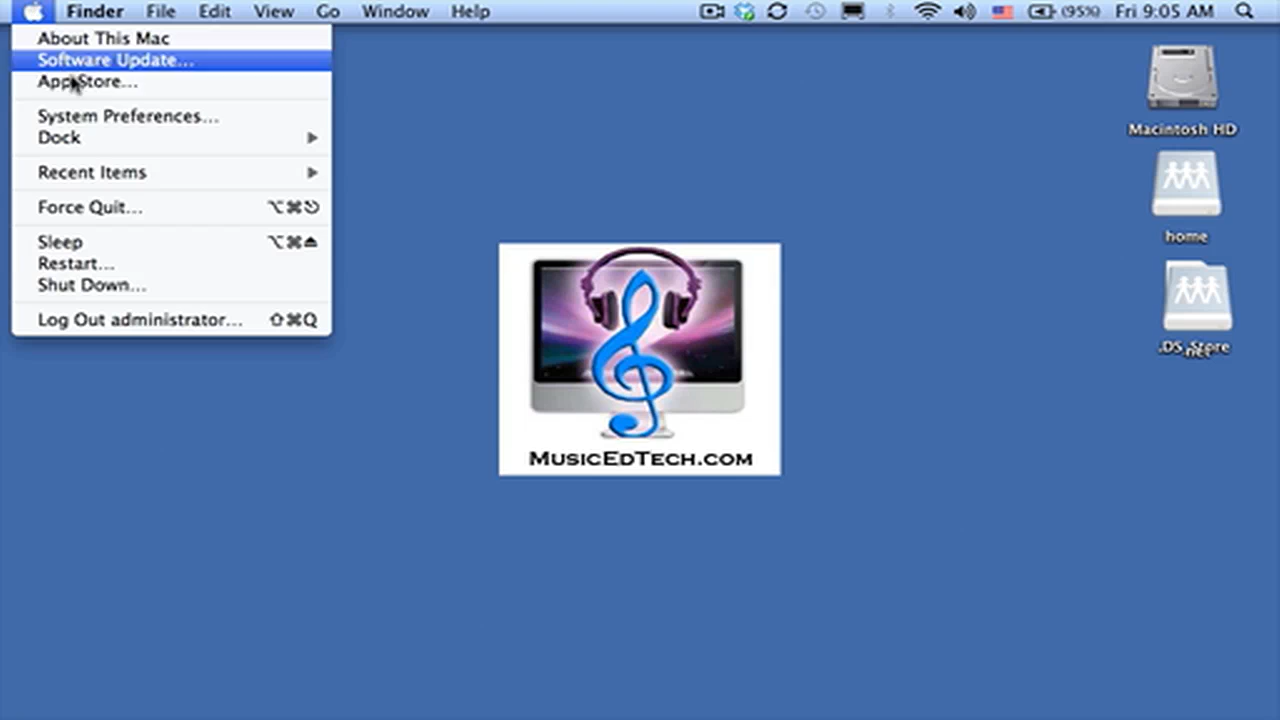 Finder File Edit View Go Window Help (95%) Fri 9:05 AM
About This Mac
Software Update...
App Store...
System Preferences...
Dock
Recent Items
Force Quit... ⌥⌘⎋
Sleep ⌥⌘⏏
Restart...
Shut Down...
Log Out administrator... ⇧⌘Q
Macintosh HD
home
.DS_Store
net
MusicEdTech.com